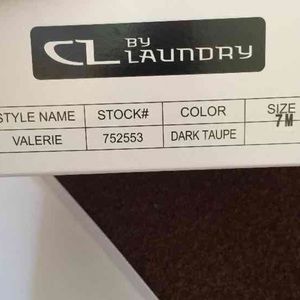 CL BY LAUNDRY
STYLE NAME STOCK# COLOR SIZE
VALERIE 752553 DARK TAUPE 7M